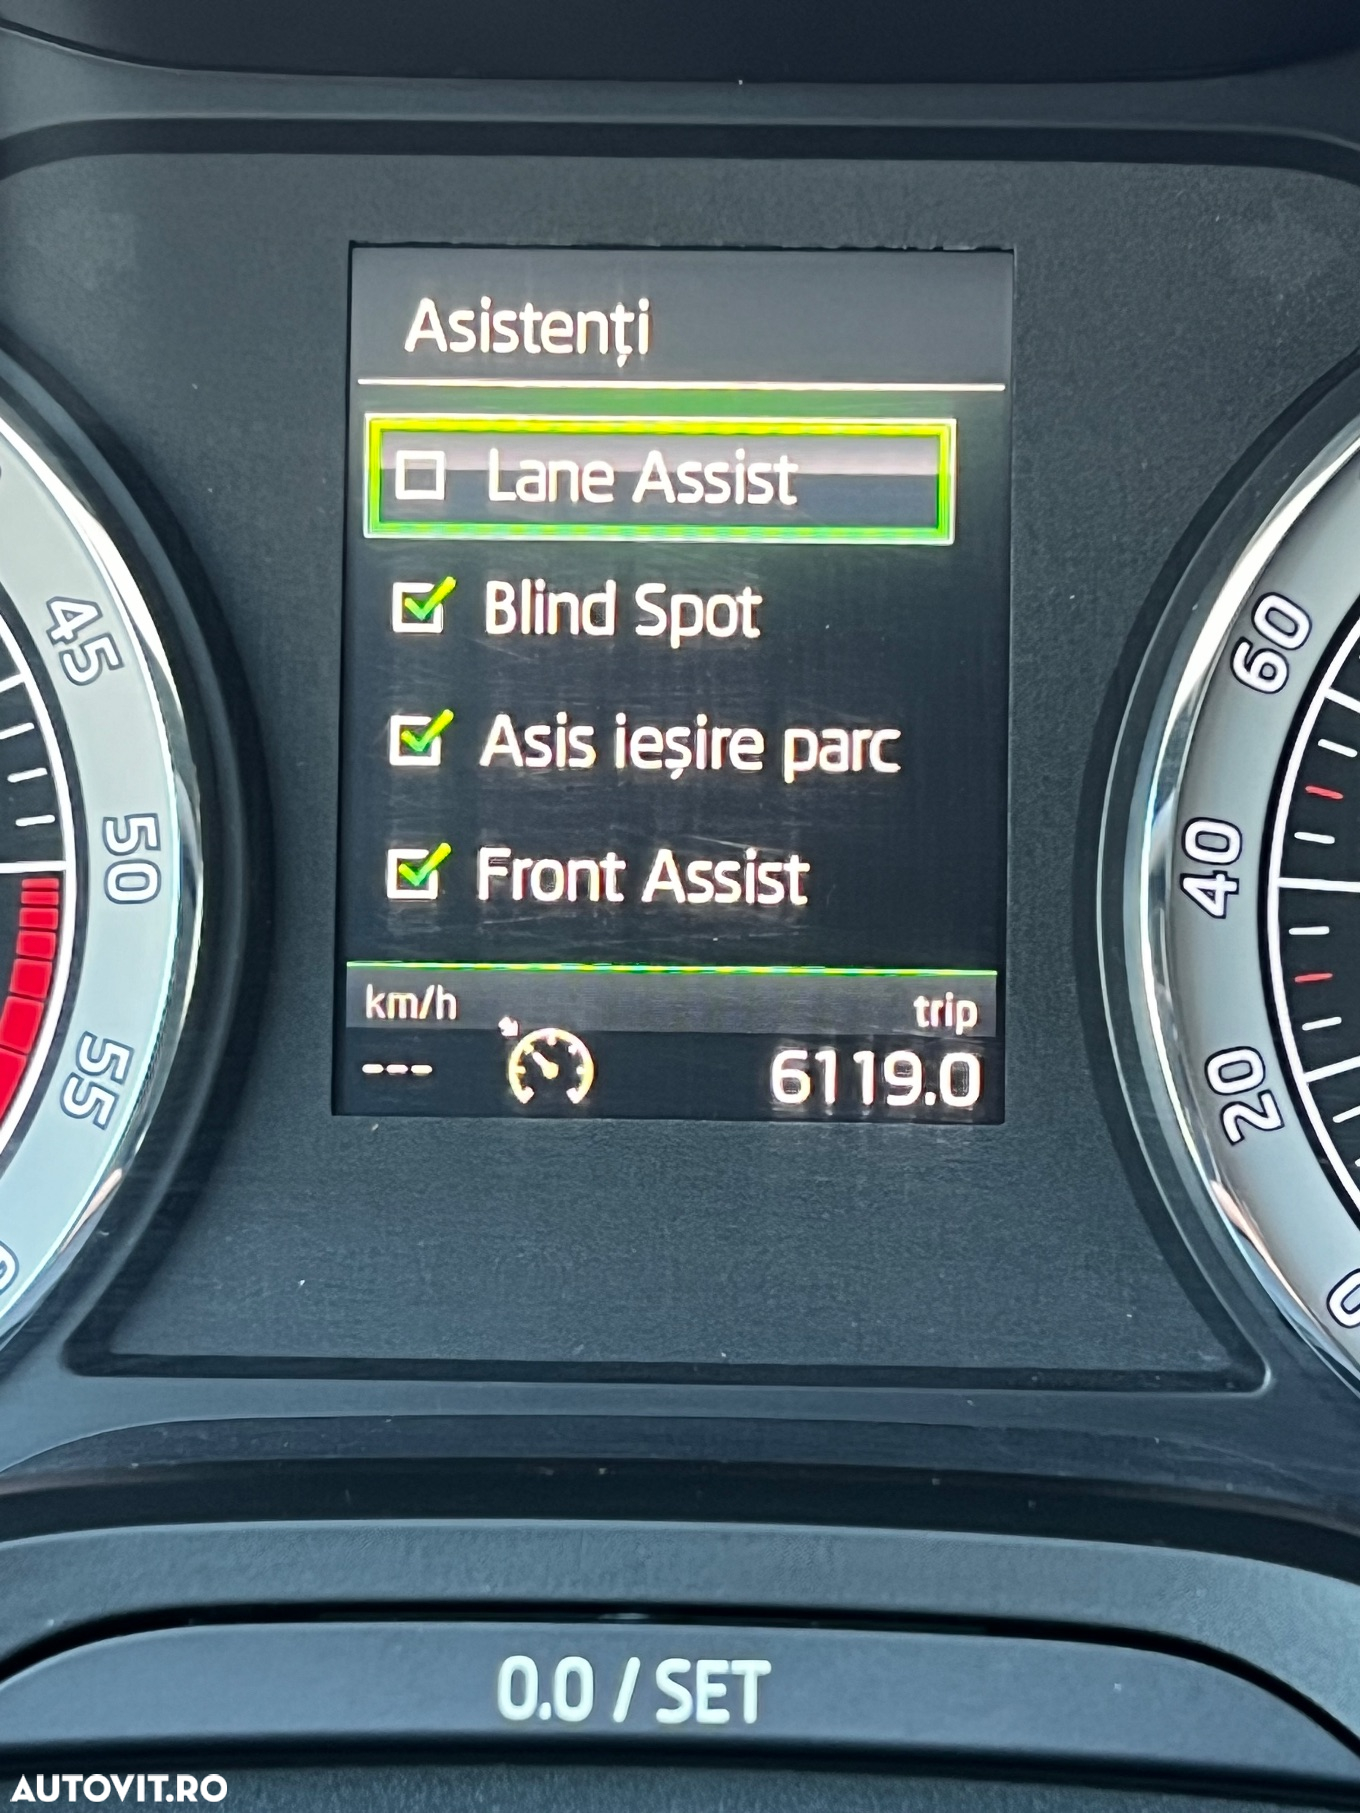 Asistenți
Lane Assist
Blind Spot
Asis ieșire parc
Front Assist
km/h
trip
---
6119.0
45
50
55
60
40
20
0
0.0 / SET
AUTOVIT.RO